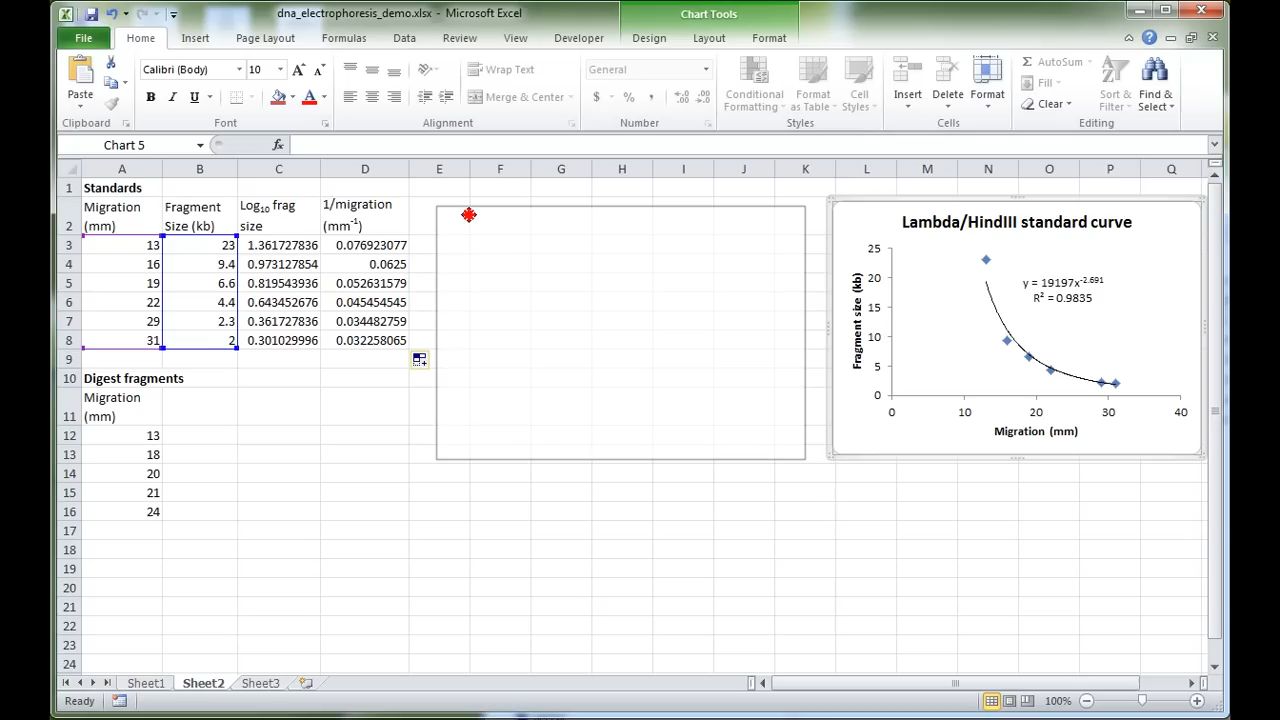 dna_electrophoresis_demo.xlsx - Microsoft Excel
Chart Tools
File Home Insert Page Layout Formulas Data Review View Developer Design Layout Format
Paste
Calibri (Body) 10
B I U
Wrap Text
Merge & Center
General
$ % ,
Conditional Formatting
Format as Table
Cell Styles
Insert Delete Format
AutoSum
Fill
Clear
Sort & Filter
Find & Select
Clipboard Font Alignment Number Styles Cells Editing
Chart 5 fx
A B C D E F G H I J K L M N O P Q
1 Standards
2 Migration (mm) Fragment Size (kb) Log10 frag size 1/migration (mm-1)
3 13 23 1.361727836 0.076923077
4 16 9.4 0.973127854 0.0625
5 19 6.6 0.819543936 0.052631579
6 22 4.4 0.643452676 0.045454545
7 29 2.3 0.361727836 0.034482759
8 31 2 0.301029996 0.032258065
9
10 Digest fragments
11 Migration (mm)
12 13
13 18
14 20
15 21
16 24
17
18
19
20
21
22
23
24
Lambda/HindIII standard curve
Fragment size (kb)
25
20
15
10
5
0
y = 19197x-2.691
R² = 0.9835
0 10 20 30 40
Migration (mm)
Sheet1 Sheet2 Sheet3
Ready 100%